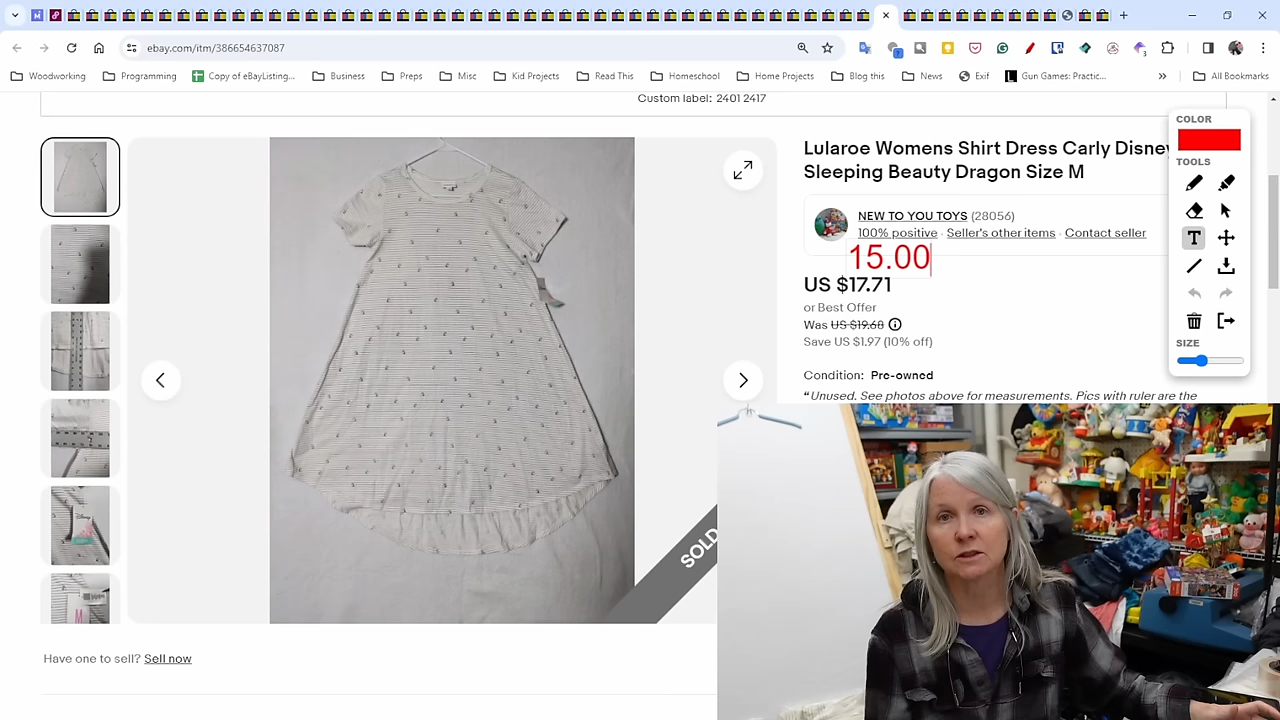 ebay.com/itm/386654637087
Woodworking
Programming
Copy of eBayListing...
Business
Preps
Misc
Kid Projects
Read This
Homeschool
Home Projects
Blog this
News
Exif
Gun Games: Practic...
»
All Bookmarks
Custom label: 2401 2417
Lularoe Womens Shirt Dress Carly Disney
Sleeping Beauty Dragon Size M
NEW TO YOU TOYS (28056)
100% positive · Seller's other items · Contact seller
15.00
US $17.71
or Best Offer
Was US $19.68
Save US $1.97 (10% off)
Condition: Pre-owned
“Unused. See photos above for measurements. Pics with ruler are the
SOLD
Have one to sell? Sell now
COLOR
TOOLS
T
SIZE